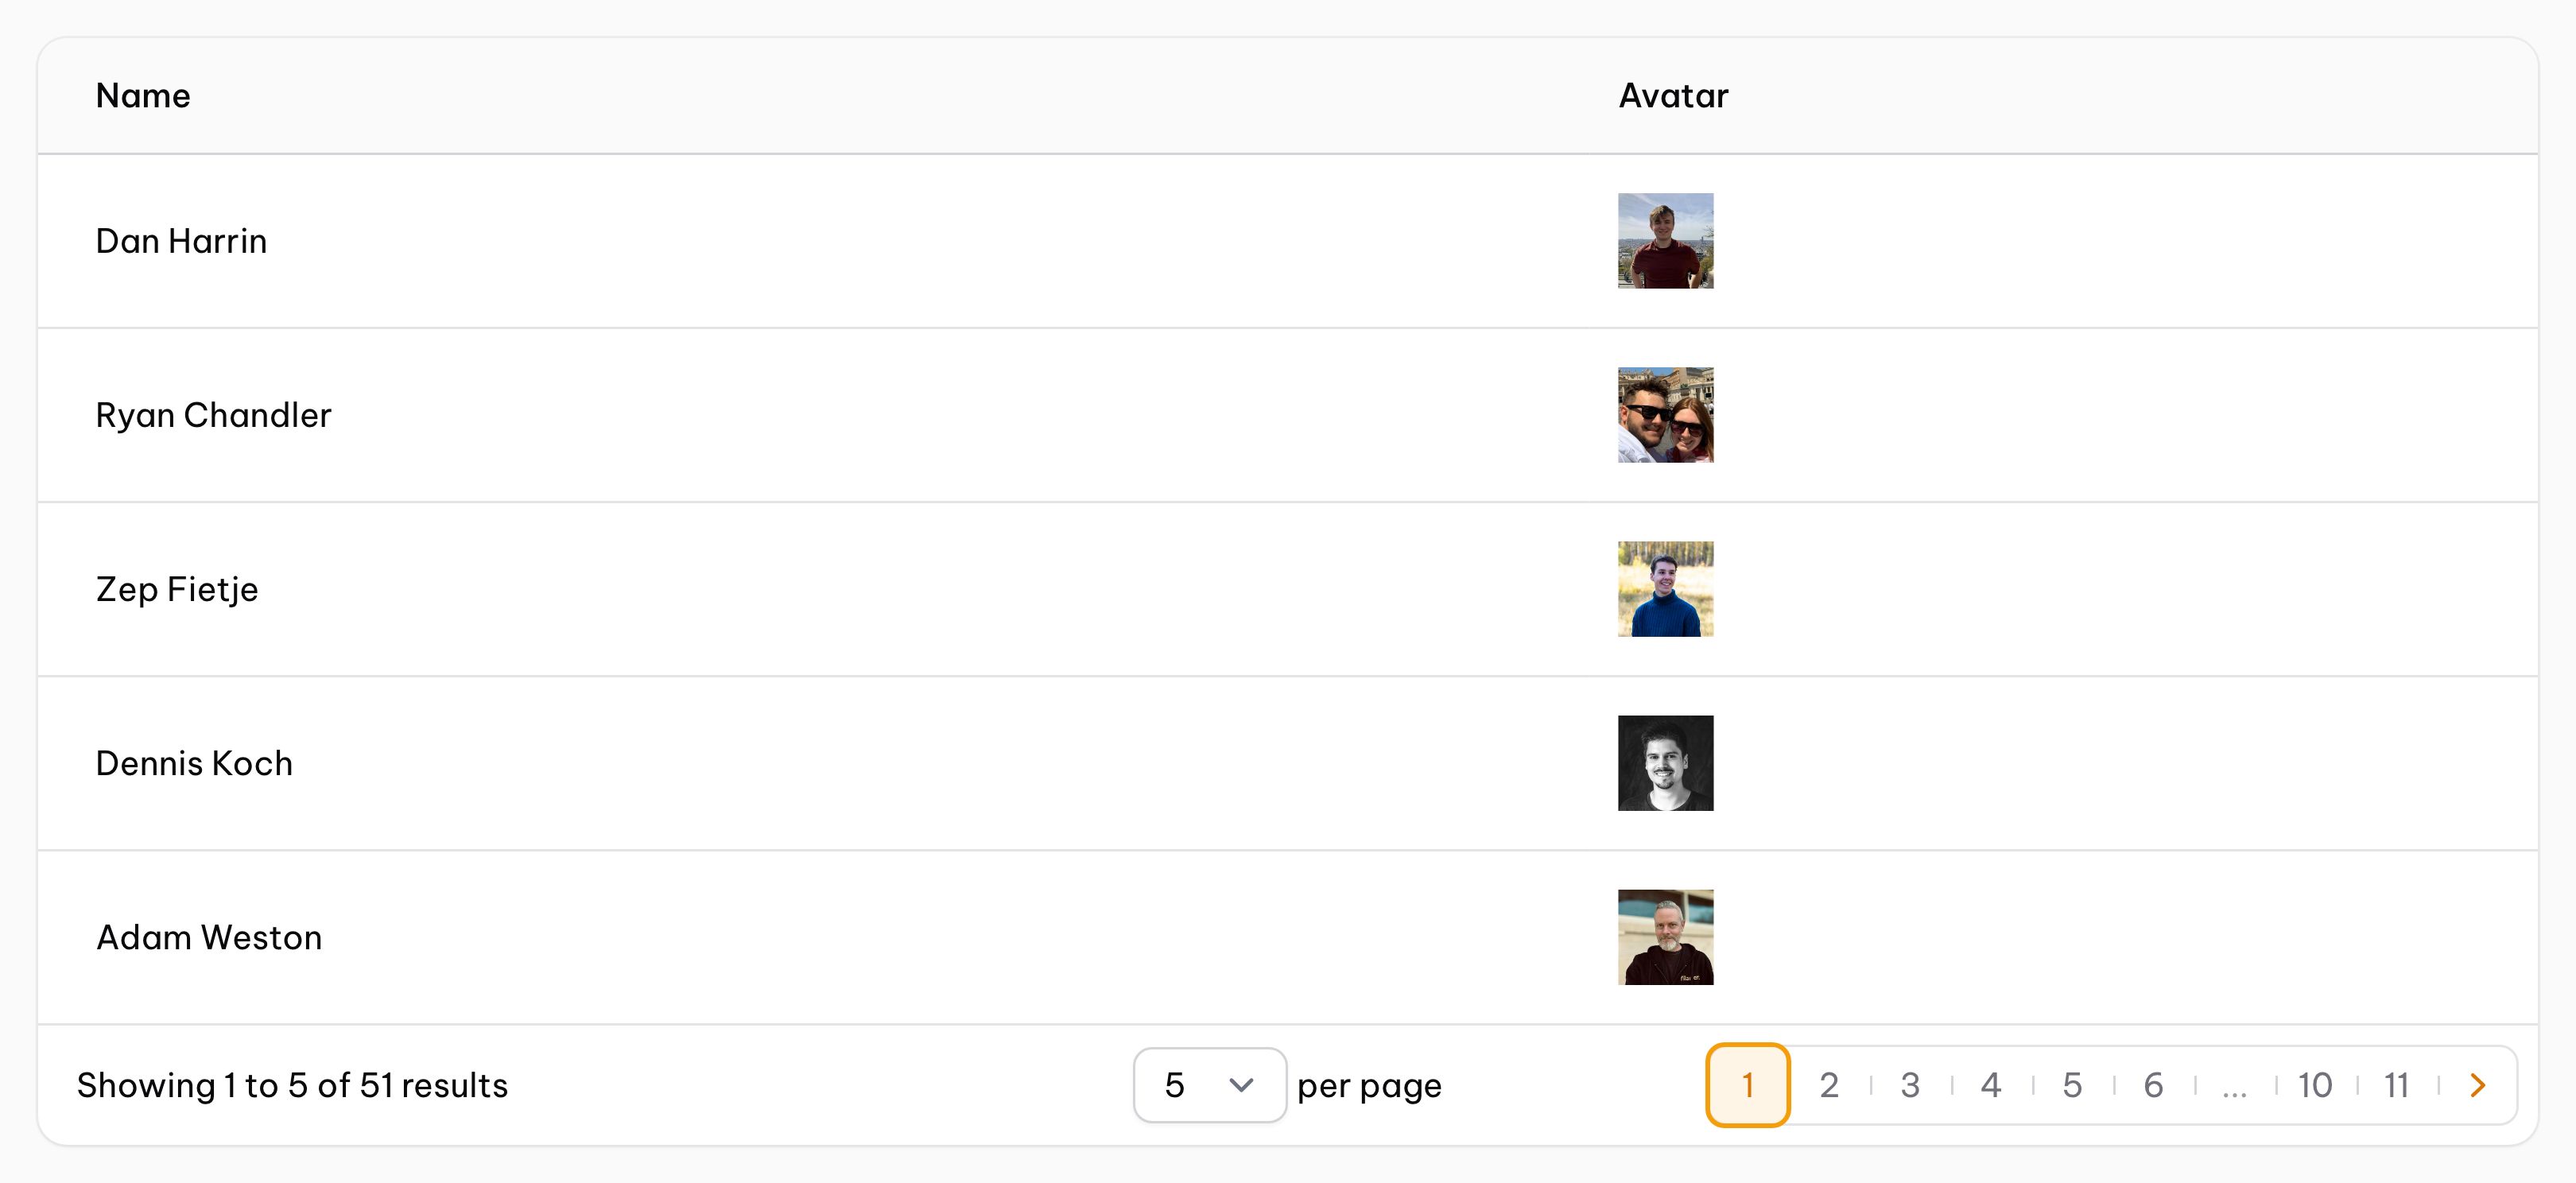 Name Avatar
Dan Harrin
Ryan Chandler
Zep Fietje
Dennis Koch
Adam Weston
Showing 1 to 5 of 51 results 5 per page 1 2 3 4 5 6 ... 10 11